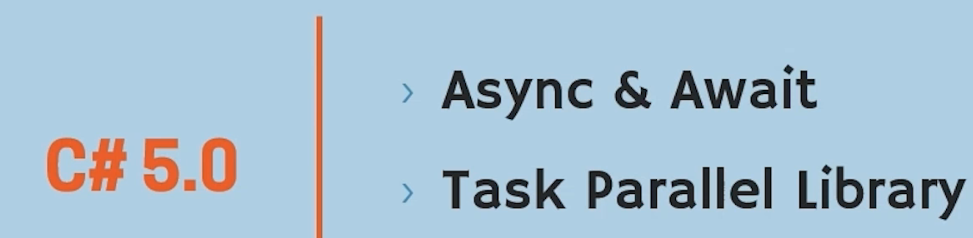 C# 5.0
› Async & Await
› Task Parallel Library